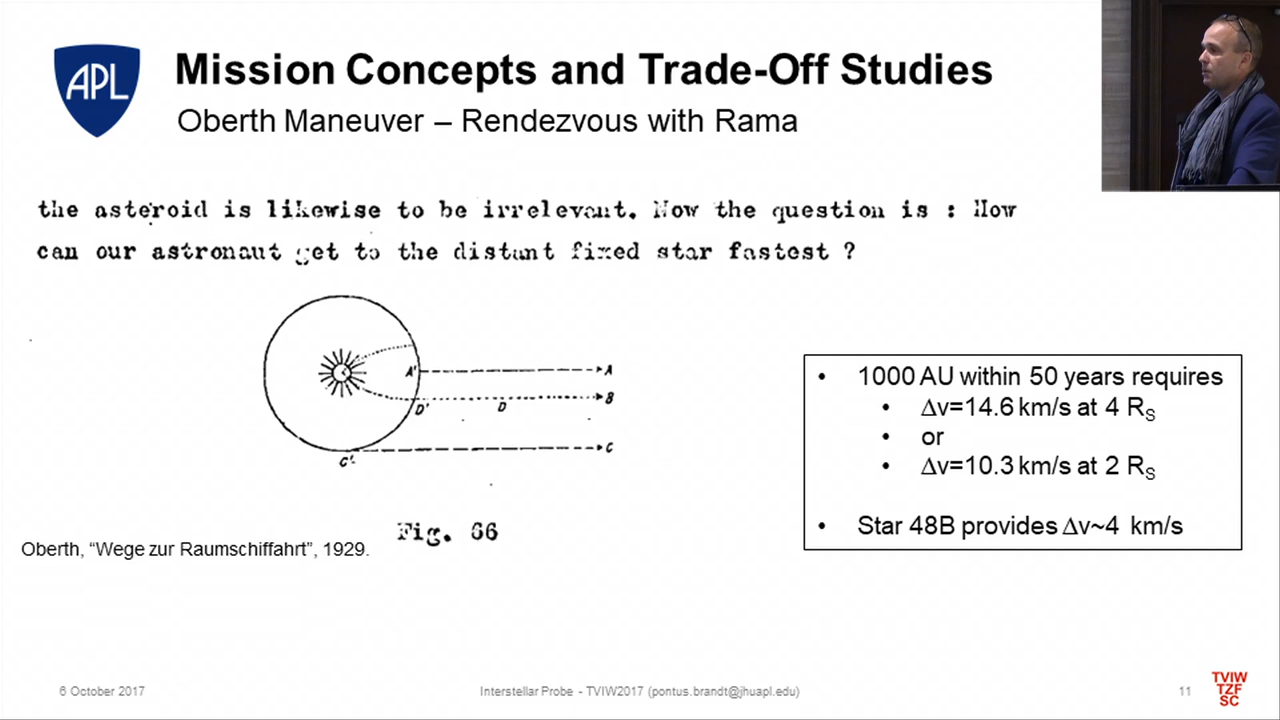 APL
Mission Concepts and Trade-Off Studies
Oberth Maneuver – Rendezvous with Rama
the asteroid is likewise to be irrelevant. Now the question is : How
can our astronaut get to the distant fixed star fastest ?
A'
A
D'
D
B
C'
C
Fig. 66
Oberth, “Wege zur Raumschiffahrt”, 1929.
• 1000 AU within 50 years requires
• Δv=14.6 km/s at 4 RS
• or
• Δv=10.3 km/s at 2 RS
• Star 48B provides Δv~4 km/s
6 October 2017
Interstellar Probe - TVIW2017 (pontus.brandt@jhuapl.edu)
11
TVIW
TZF
SC